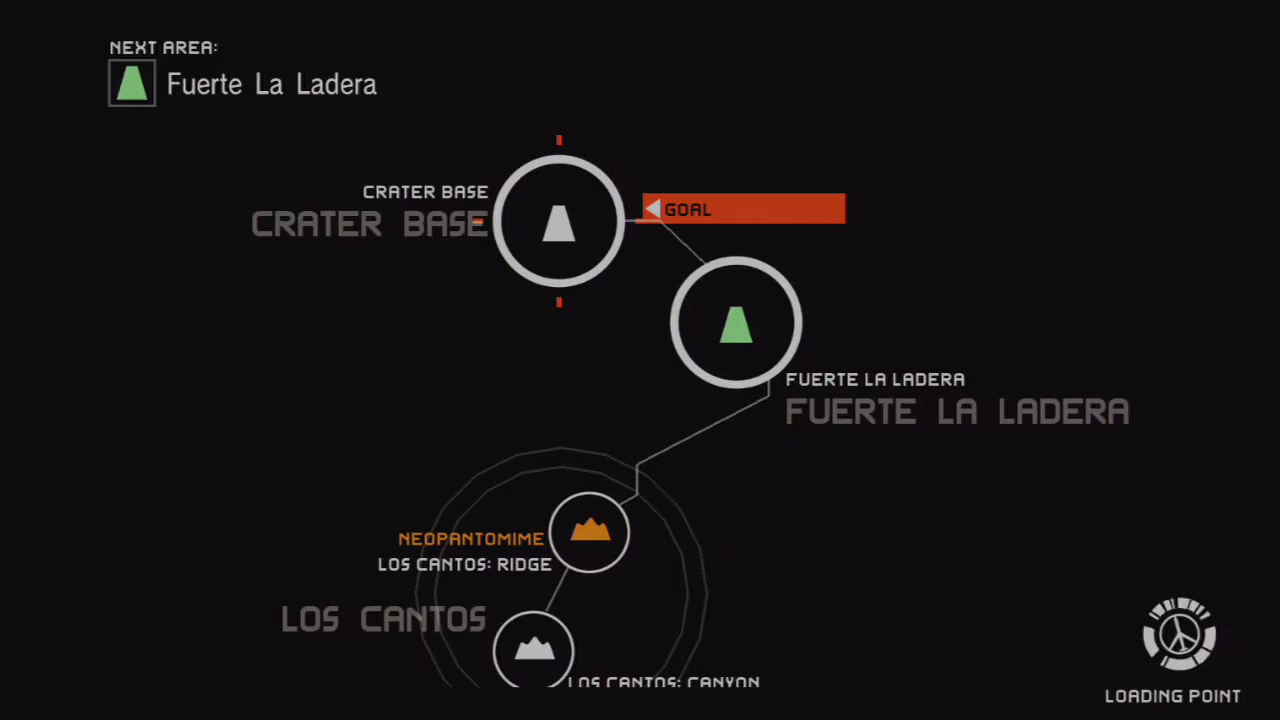 NEXT AREA:
Fuerte La Ladera
CRATER BASE
CRATER BASE
GOAL
FUERTE LA LADERA
FUERTE LA LADERA
NEOPANTOMIME
LOS CANTOS: RIDGE
LOS CANTOS
LOS CANTOS: CANYON
LOADING POINT